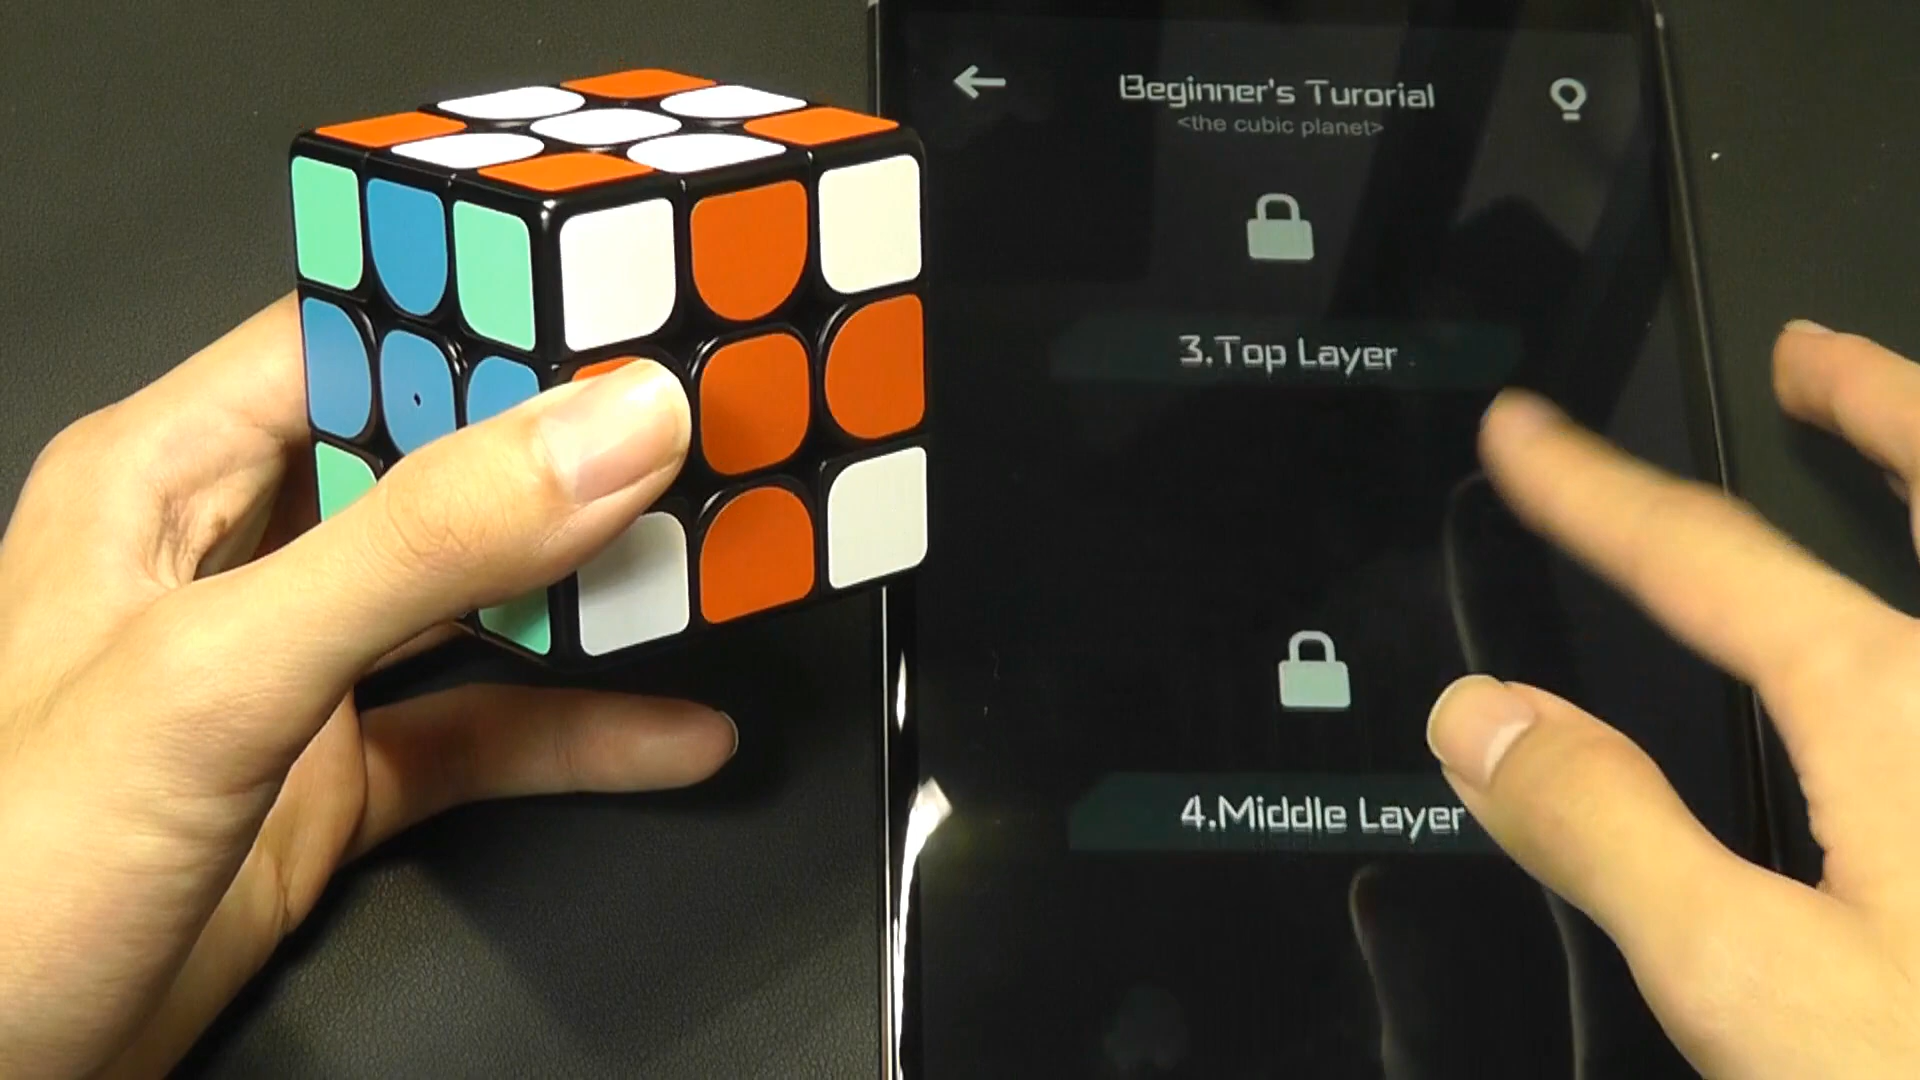 Beginner's Turorial
<the cubic planet>
3.Top Layer
4.Middle Layer